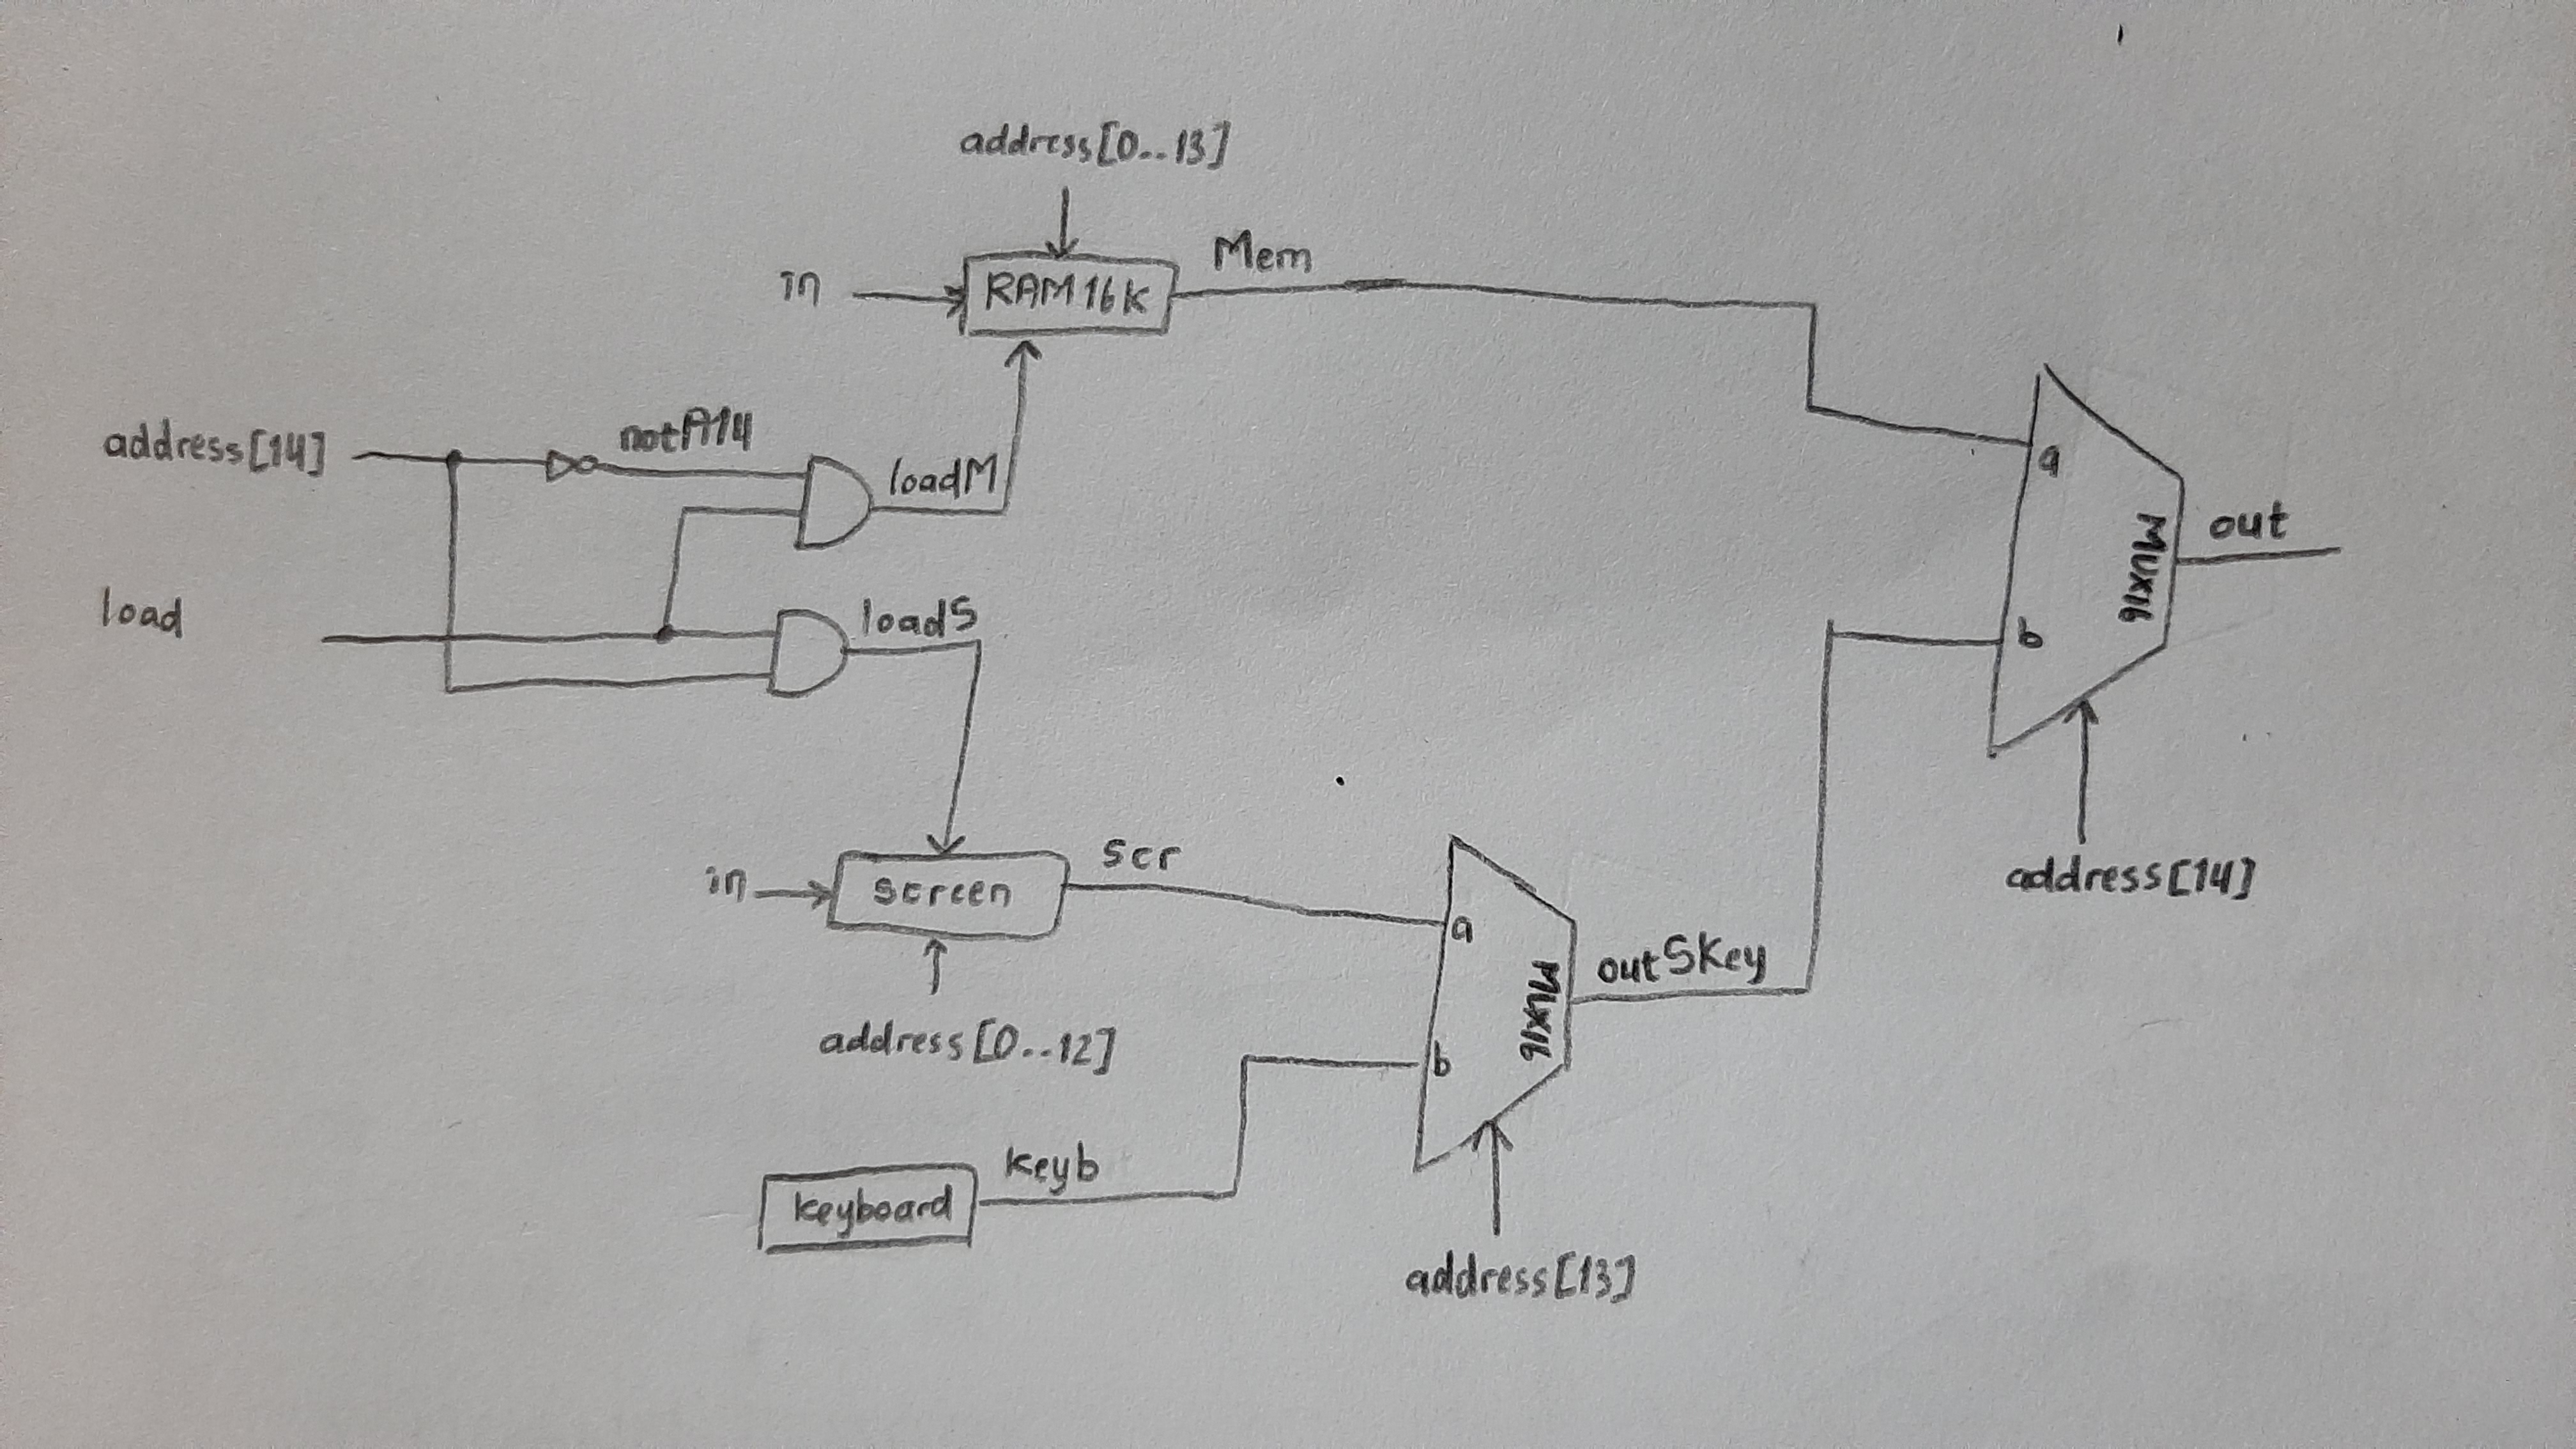 address[0..13]
in
RAM16K
Mem
address[14]
notA14
loadM
a
MUX16
out
load
loadS
b
address[14]
in
screen
scr
a
MUX16
outSKey
address[0..12]
b
keyboard
keyb
address[13]